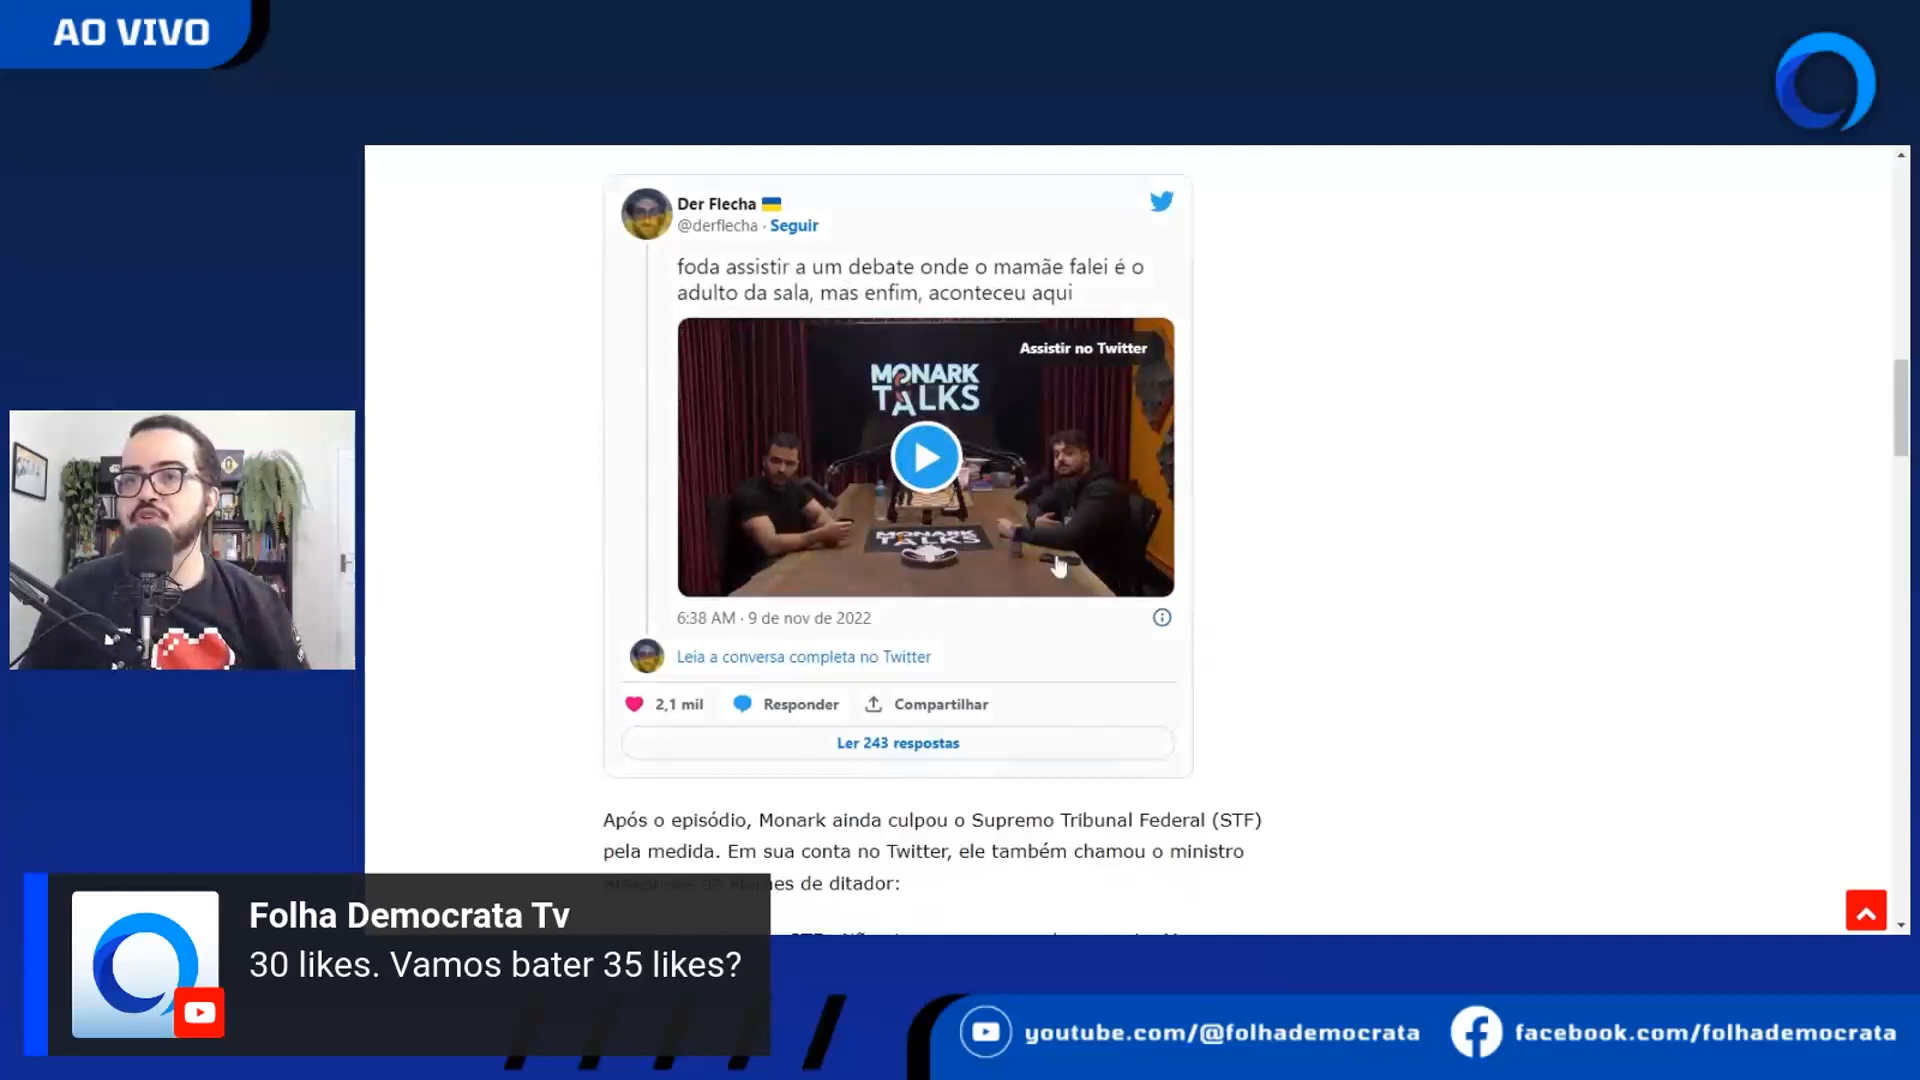 AO VIVO
Der Flecha
@derflecha · Seguir
foda assistir a um debate onde o mamãe falei é o
adulto da sala, mas enfim, aconteceu aqui
Assistir no Twitter
MONARK
TALKS
MONARK
TALKS
6:38 AM · 9 de nov de 2022
Leia a conversa completa no Twitter
2,1 mil
Responder
Compartilhar
Ler 243 respostas
Após o episódio, Monark ainda culpou o Supremo Tribunal Federal (STF)
pela medida. Em sua conta no Twitter, ele também chamou o ministro
de ditador:
Folha Democrata Tv
30 likes. Vamos bater 35 likes?
youtube.com/@folhademocrata
facebook.com/folhademocrata